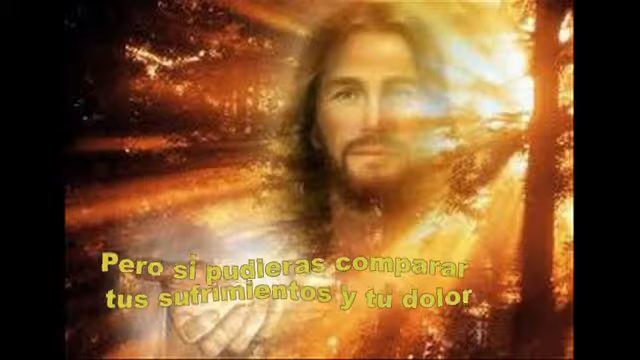 Pero si pudieras comparar
tus sufrimientos y tu dolor